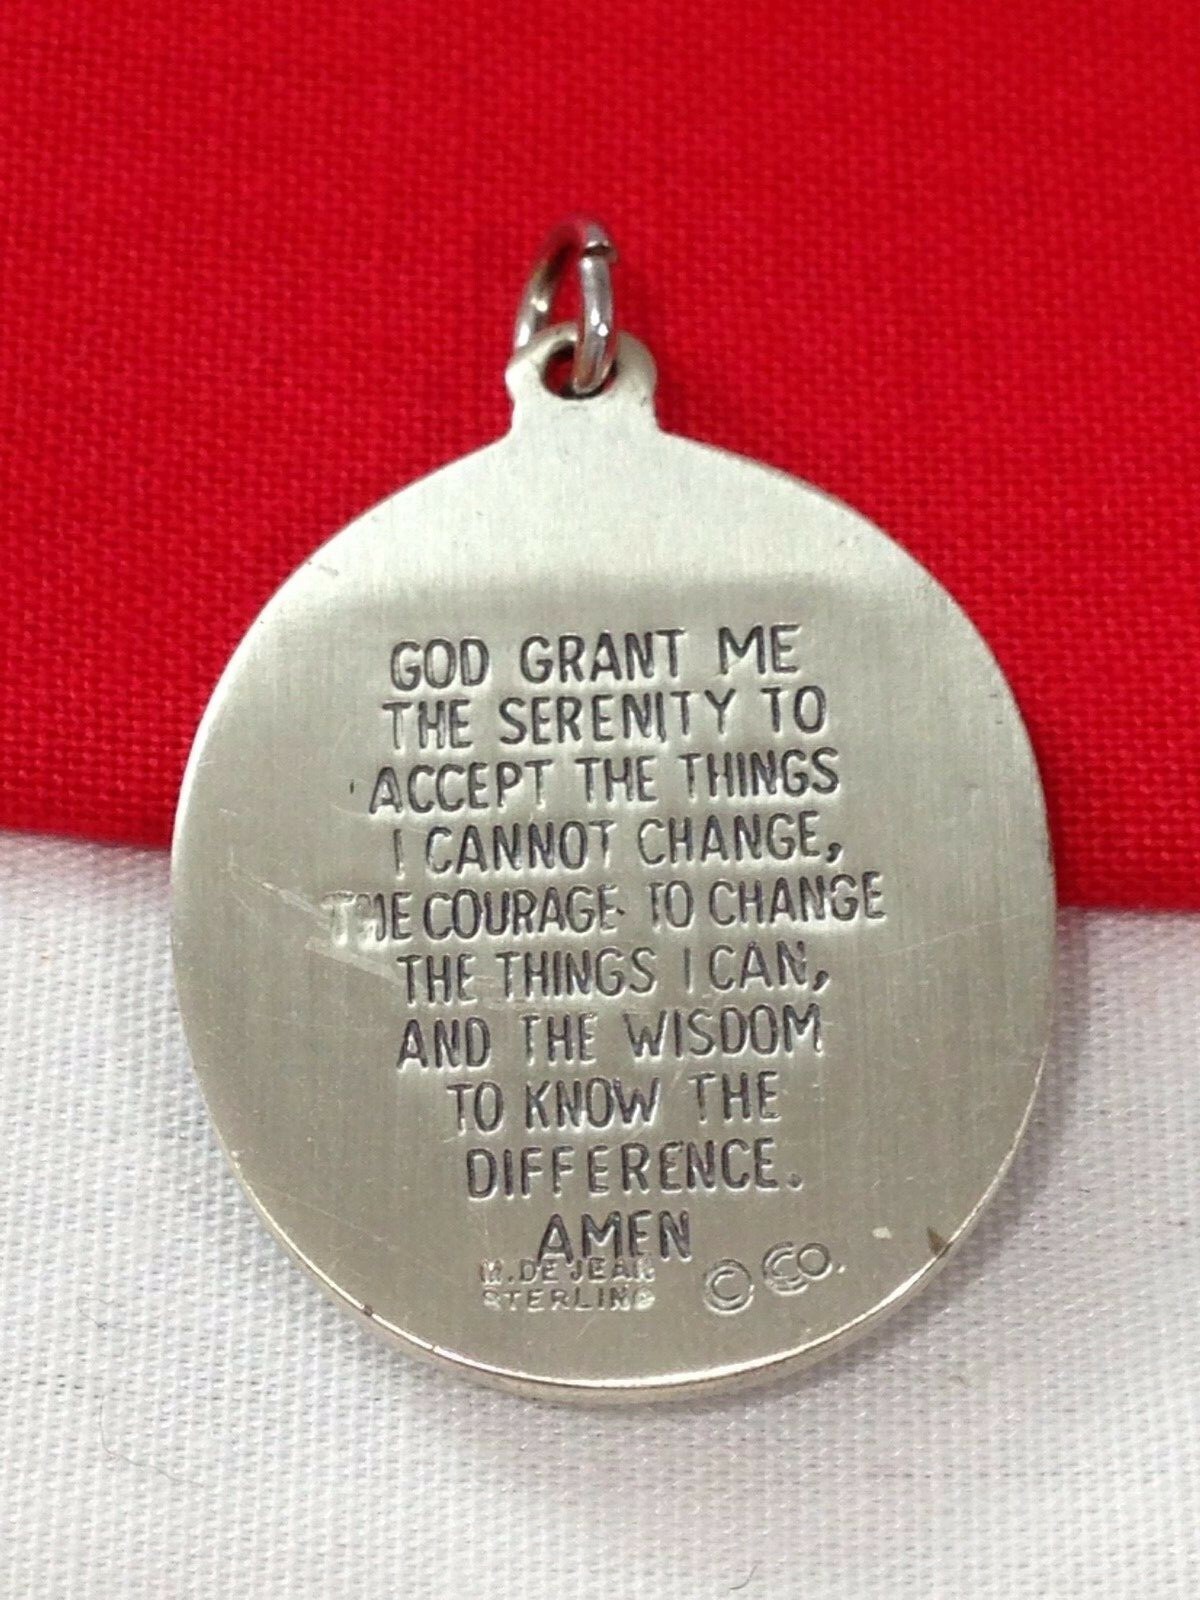 GOD GRANT ME
THE SERENITY TO
ACCEPT THE THINGS
I CANNOT CHANGE,
THE COURAGE TO CHANGE
THE THINGS I CAN,
AND THE WISDOM
TO KNOW THE
DIFFERENCE.
AMEN
M. DE JEAN
STERLING
© CO.